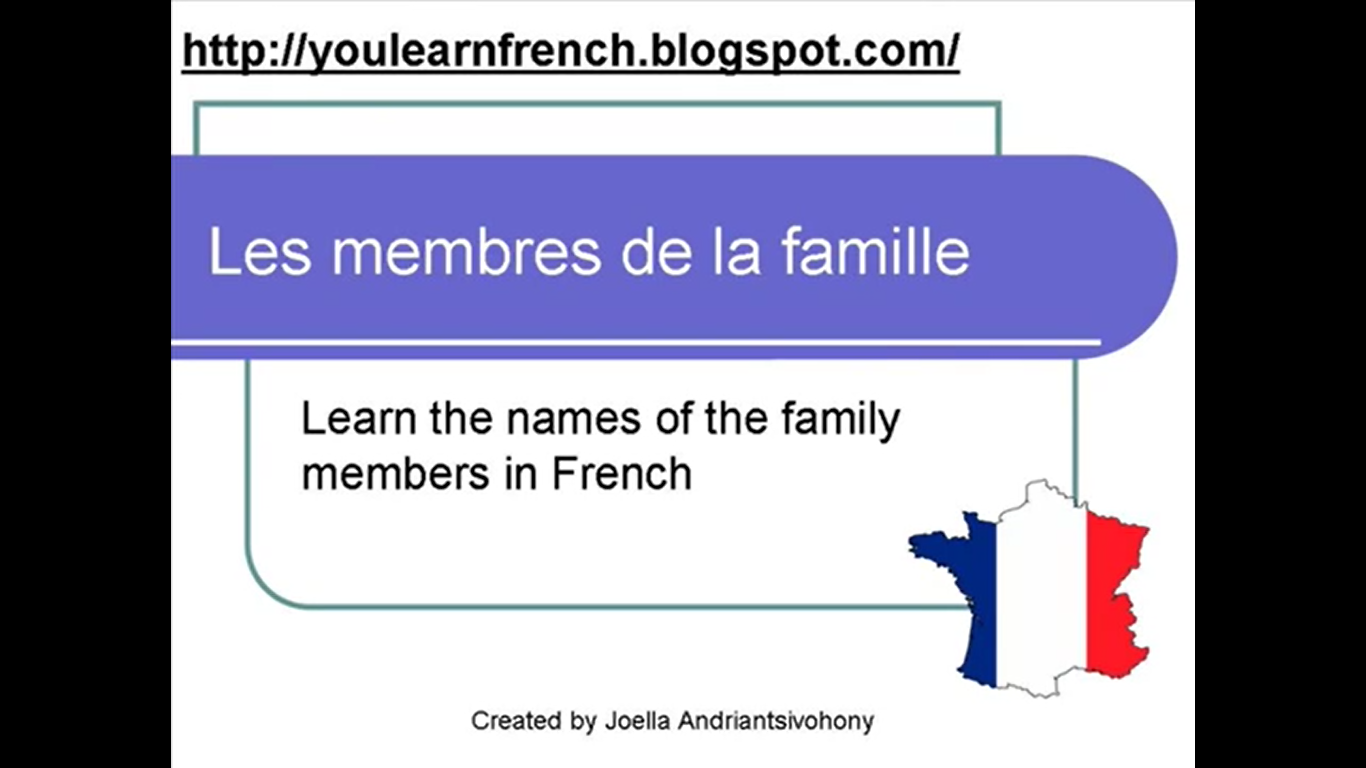 http://youlearnfrench.blogspot.com/
Les membres de la famille
Learn the names of the family
members in French
Created by Joella Andriantsivohony